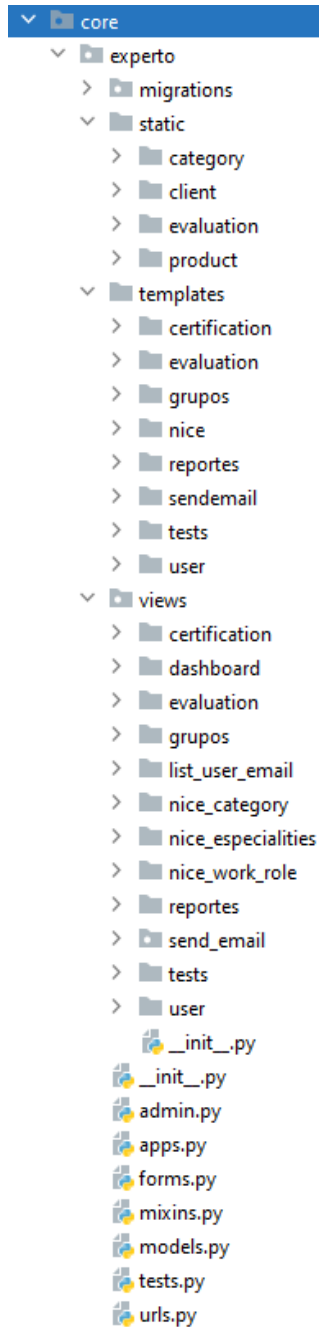 core
experto
migrations
static
category
client
evaluation
product
templates
certification
evaluation
grupos
nice
reportes
sendemail
tests
user
views
certification
dashboard
evaluation
grupos
list_user_email
nice_category
nice_especialities
nice_work_role
reportes
send_email
tests
user
__init__.py
__init__.py
admin.py
apps.py
forms.py
mixins.py
models.py
tests.py
urls.py